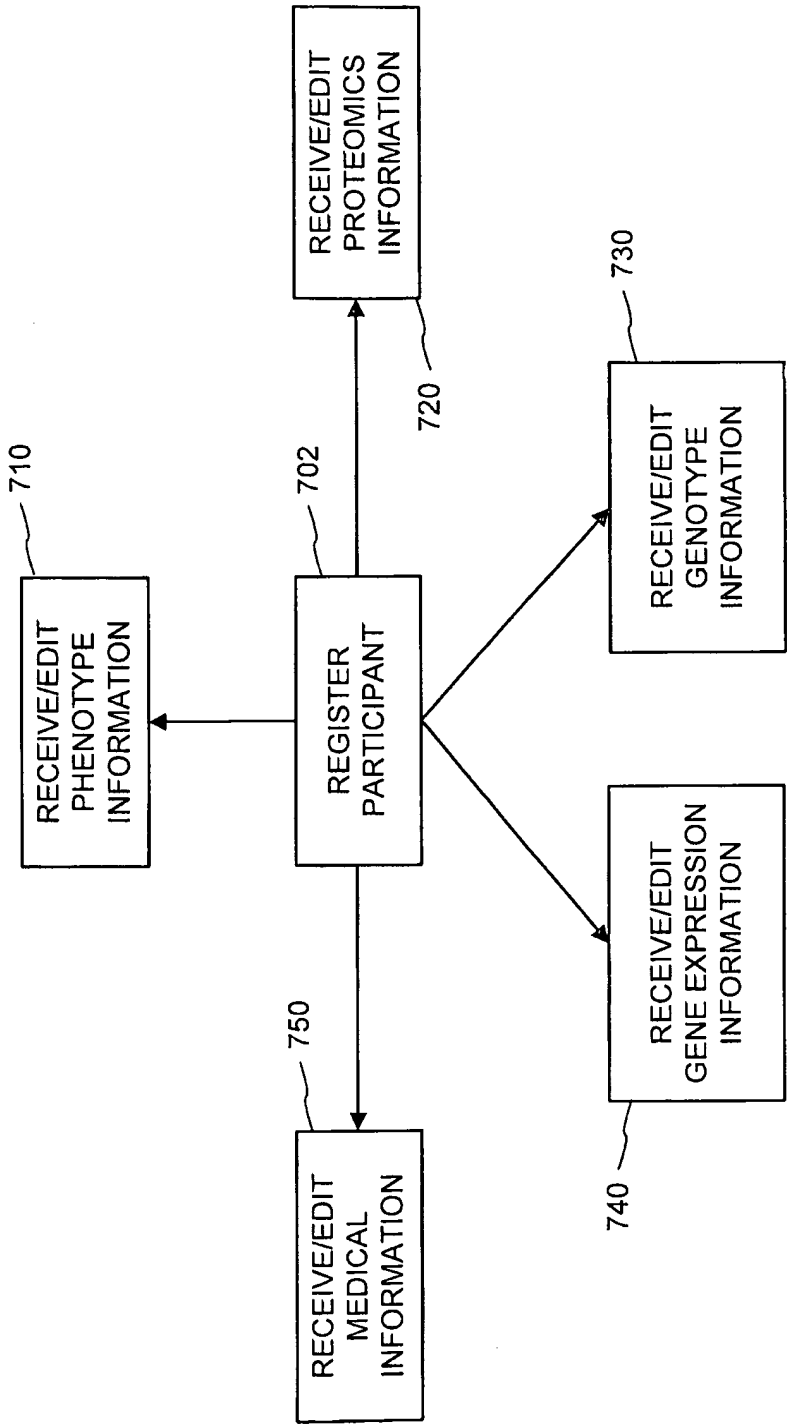 710
RECEIVE/EDIT
PHENOTYPE
INFORMATION
750
RECEIVE/EDIT
MEDICAL
INFORMATION
702
REGISTER
PARTICIPANT
RECEIVE/EDIT
PROTEOMICS
INFORMATION
720
740
RECEIVE/EDIT
GENE EXPRESSION
INFORMATION
730
RECEIVE/EDIT
GENOTYPE
INFORMATION